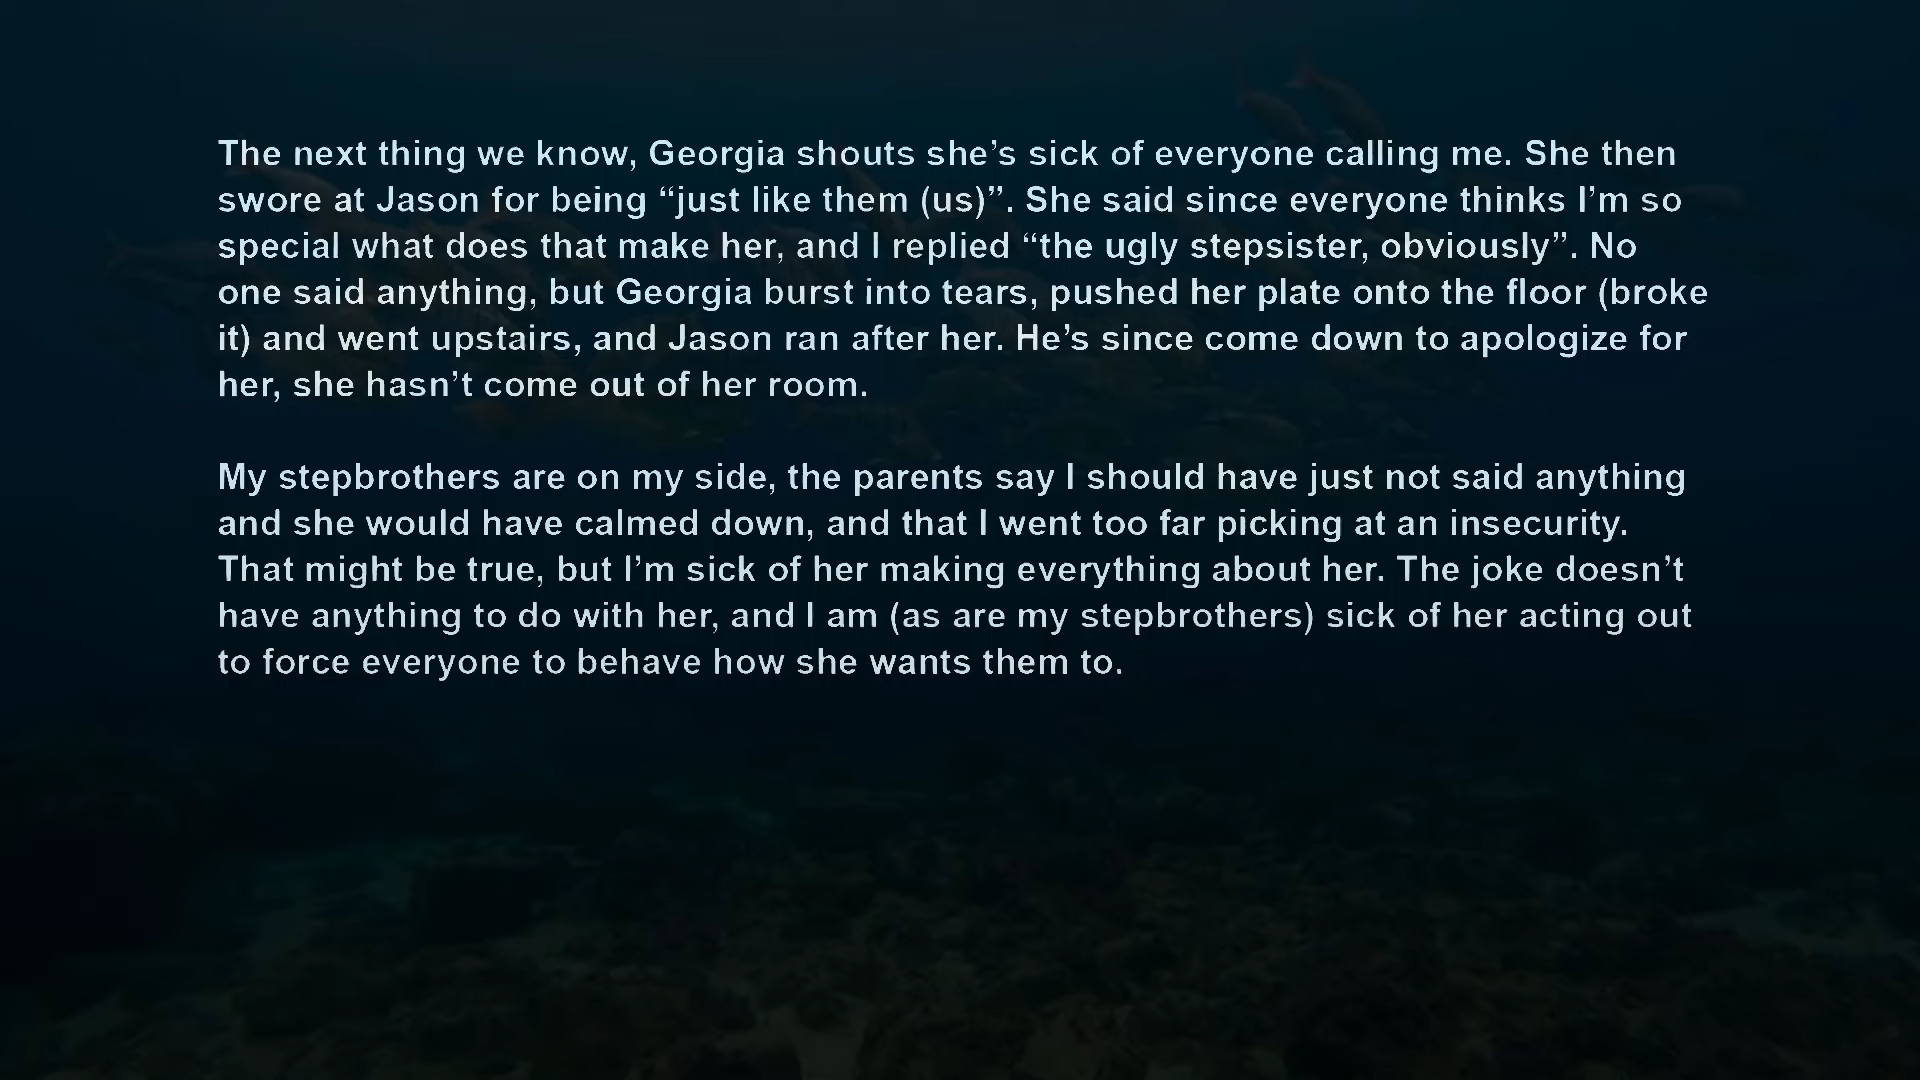 The next thing we know, Georgia shouts she’s sick of everyone calling me. She then
swore at Jason for being “just like them (us)”. She said since everyone thinks I’m so
special what does that make her, and I replied “the ugly stepsister, obviously”. No
one said anything, but Georgia burst into tears, pushed her plate onto the floor (broke
it) and went upstairs, and Jason ran after her. He’s since come down to apologize for
her, she hasn’t come out of her room.
My stepbrothers are on my side, the parents say I should have just not said anything
and she would have calmed down, and that I went too far picking at an insecurity.
That might be true, but I’m sick of her making everything about her. The joke doesn’t
have anything to do with her, and I am (as are my stepbrothers) sick of her acting out
to force everyone to behave how she wants them to.